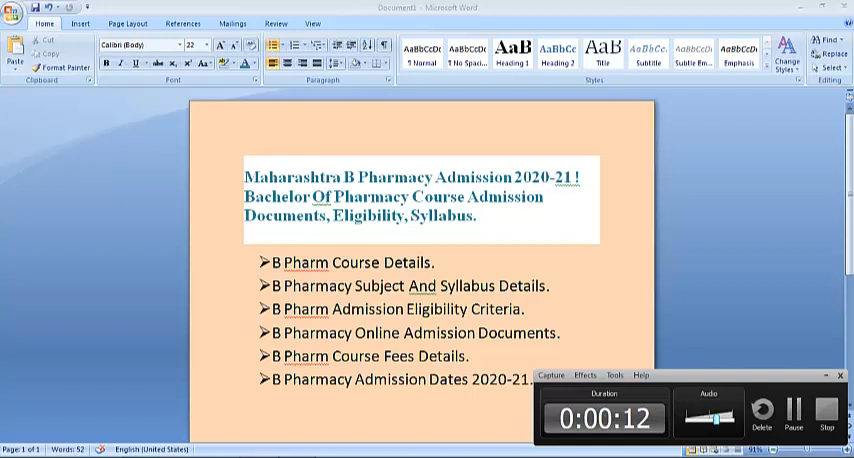 Document1 - Microsoft Word
Home Insert Page Layout References Mailings Review View
Paste
Cut
Copy
Format Painter
Clipboard
Calibri (Body) 22
Font
Paragraph
AaBbCcDc AaBbCcDc AaB AaBbCc AaB AaBbCc. AaBbCcDc AaBbCcDc
¶ Normal ¶ No Spaci... Heading 1 Heading 2 Title Subtitle Subtle Em... Emphasis
Change Styles
Styles
Find
Replace
Select
Editing
Maharashtra B Pharmacy Admission 2020-21 !
Bachelor Of Pharmacy Course Admission
Documents, Eligibility, Syllabus.
➢B Pharm Course Details.
➢B Pharmacy Subject And Syllabus Details.
➢B Pharm Admission Eligibility Criteria.
➢B Pharmacy Online Admission Documents.
➢B Pharm Course Fees Details.
➢B Pharmacy Admission Dates 2020-21.
Capture Effects Tools Help
Duration
0:00:12
Audio
Delete Pause Stop
Page: 1 of 1 Words: 52 English (United States) 91%